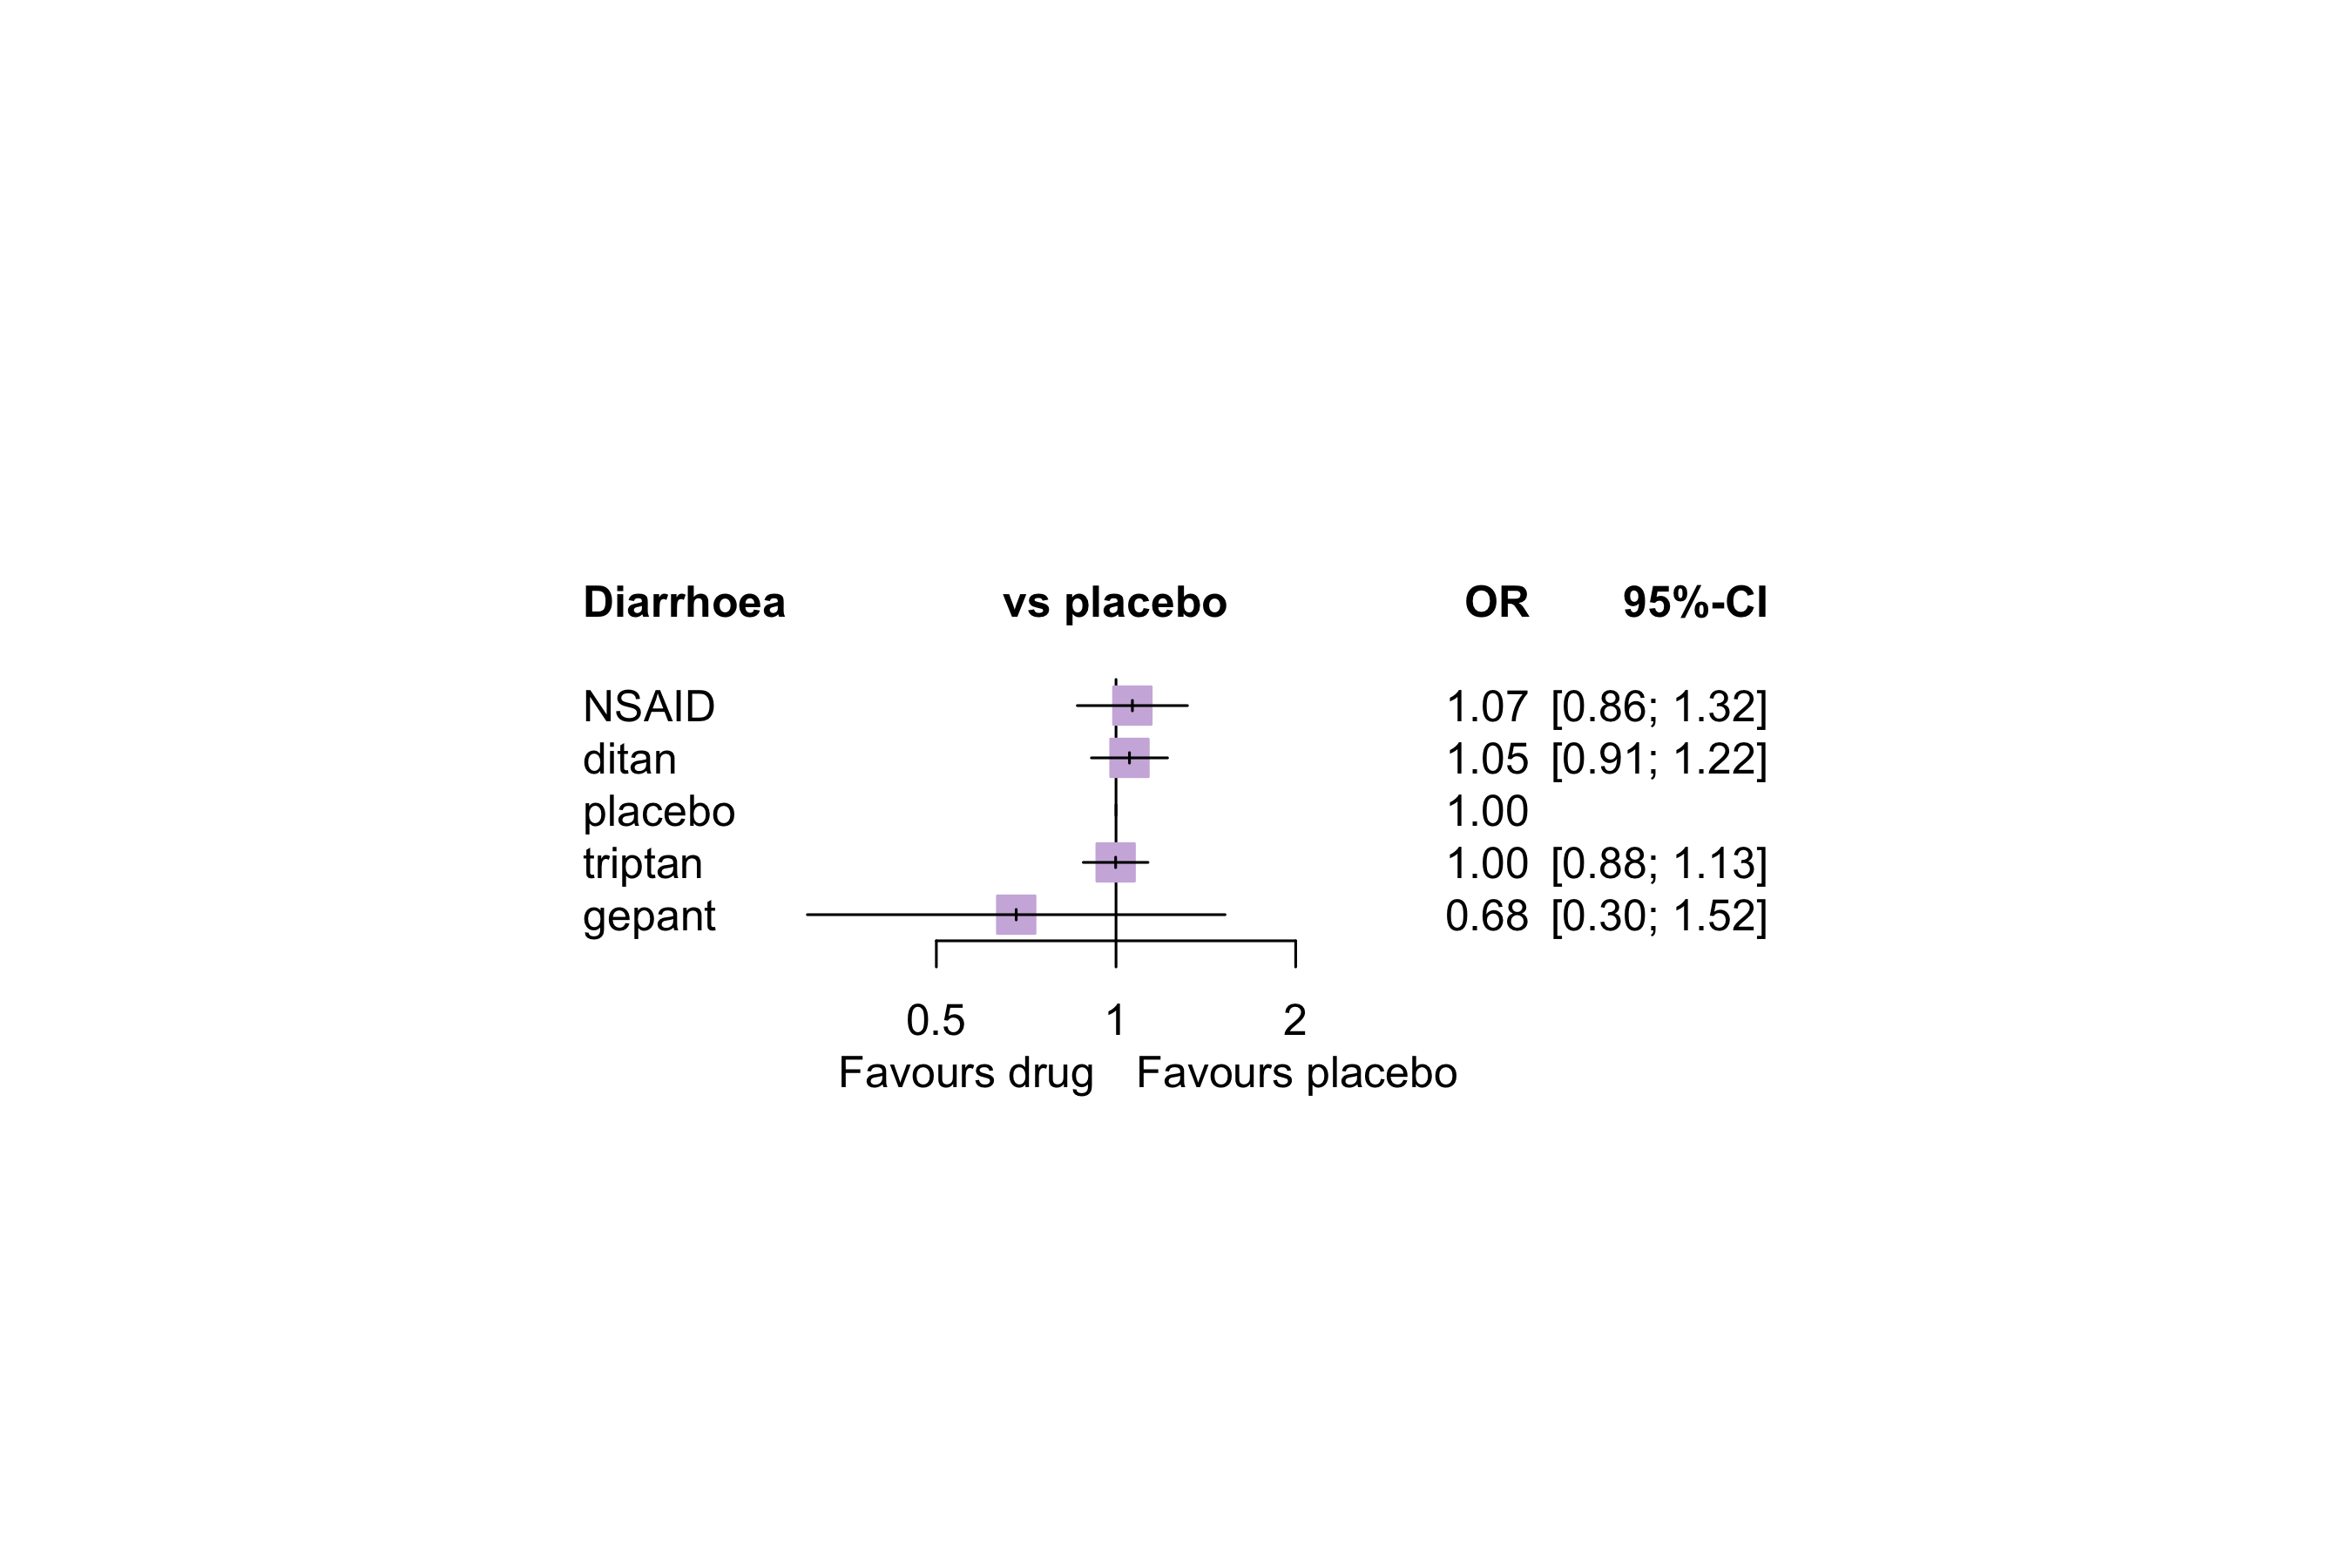 Diarrhoea vs placebo OR 95%-CI
NSAID 1.07 [0.86; 1.32]
ditan 1.05 [0.91; 1.22]
placebo 1.00
triptan 1.00 [0.88; 1.13]
gepant 0.68 [0.30; 1.52]
0.5 1 2
Favours drug Favours placebo